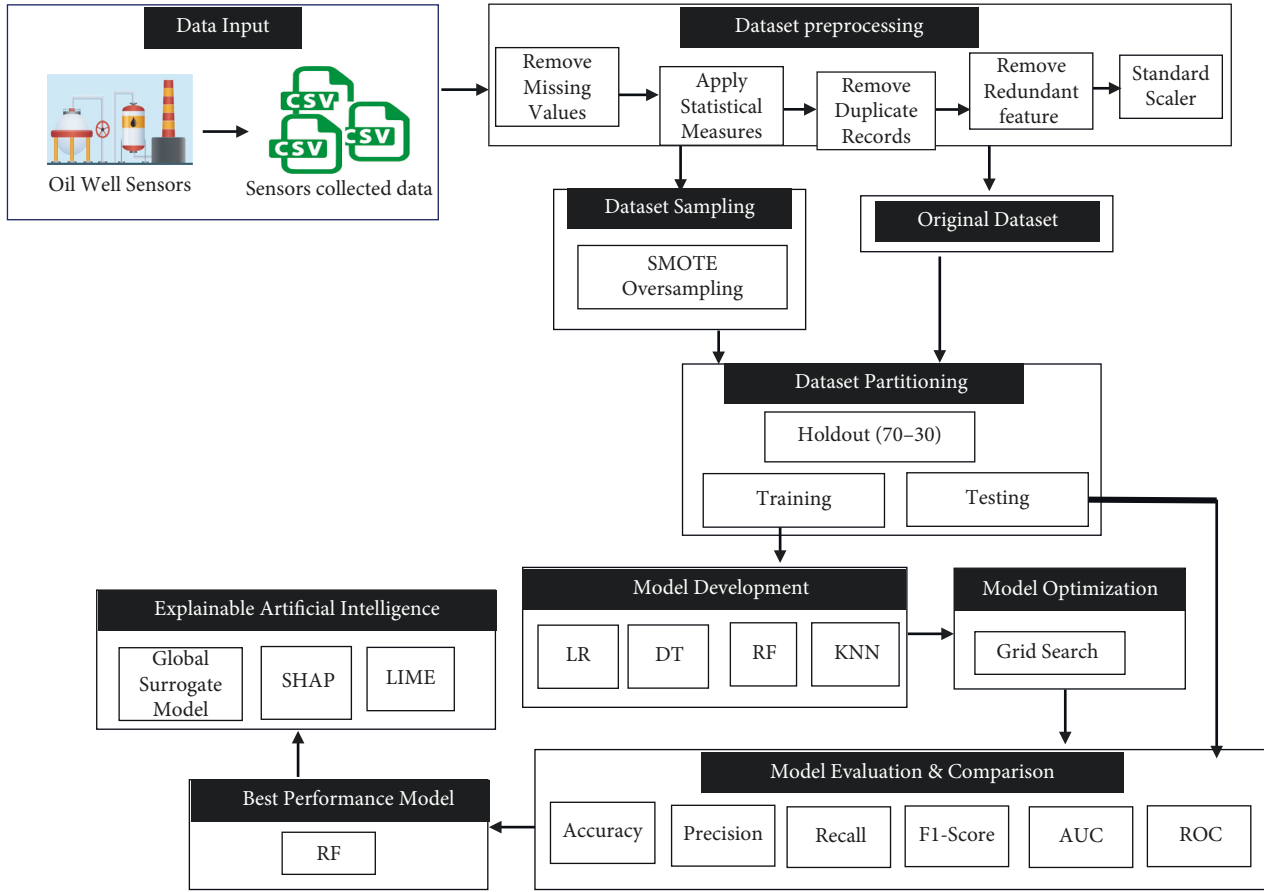 Data Input
CSV
CSV
CSV
Oil Well Sensors
Sensors collected data
Dataset preprocessing
Remove
Missing
Values
Apply
Statistical
Measures
Remove
Duplicate
Records
Remove
Redundant
feature
Standard
Scaler
Dataset Sampling
SMOTE
Oversampling
Original Dataset
Dataset Partitioning
Holdout (70–30)
Training
Testing
Model Development
LR
DT
RF
KNN
Model Optimization
Grid Search
Explainable Artificial Intelligence
Global
Surrogate
Model
SHAP
LIME
Best Performance Model
RF
Model Evaluation & Comparison
Accuracy
Precision
Recall
F1-Score
AUC
ROC